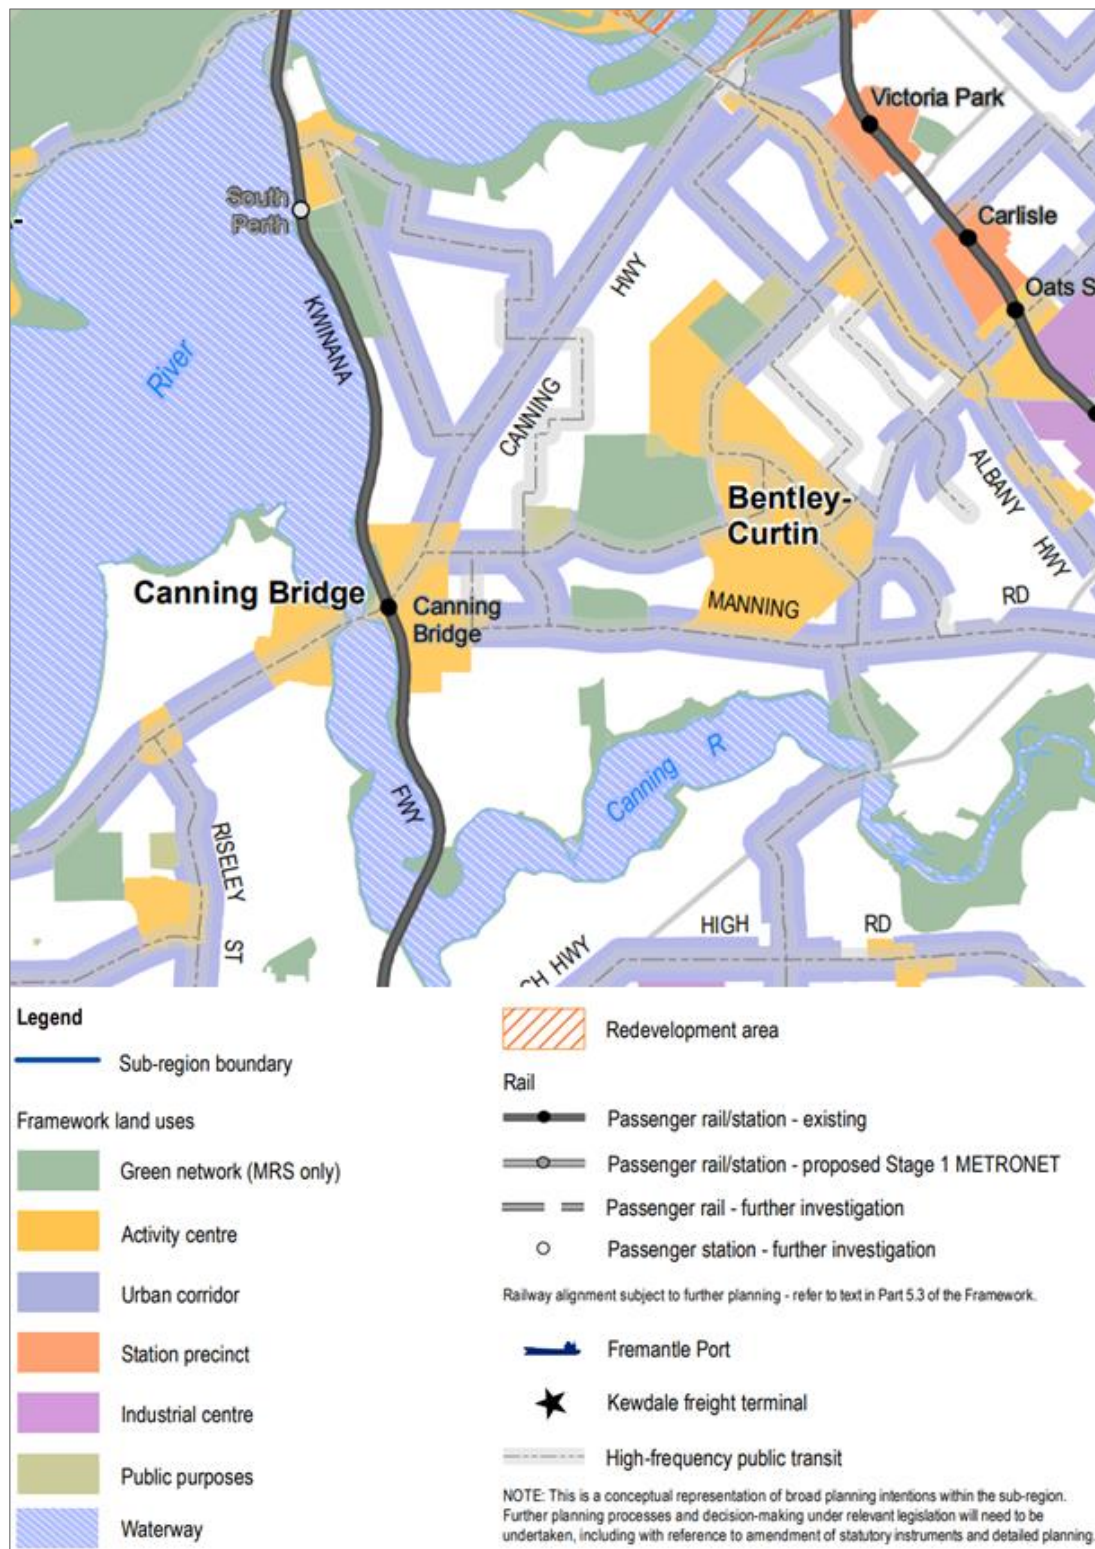 Victoria Park
South
Perth
Carlisle
HWY
Oats S
KWINANA
River
CANNING
ALBANY
Bentley-
Curtin
HWY
Canning Bridge
Canning
Bridge
MANNING
RD
Canning R
FWY
RISELEY
ST
HIGH
RD
CH HWY
Legend
Sub-region boundary
Framework land uses
Green network (MRS only)
Activity centre
Urban corridor
Station precinct
Industrial centre
Public purposes
Waterway
Redevelopment area
Rail
Passenger rail/station - existing
Passenger rail/station - proposed Stage 1 METRONET
Passenger rail - further investigation
Passenger station - further investigation
Railway alignment subject to further planning - refer to text in Part 5.3 of the Framework.
Fremantle Port
Kewdale freight terminal
High-frequency public transit
NOTE: This is a conceptual representation of broad planning intentions within the sub-region.
Further planning processes and decision-making under relevant legislation will need to be
undertaken, including with reference to amendment of statutory instruments and detailed planning.